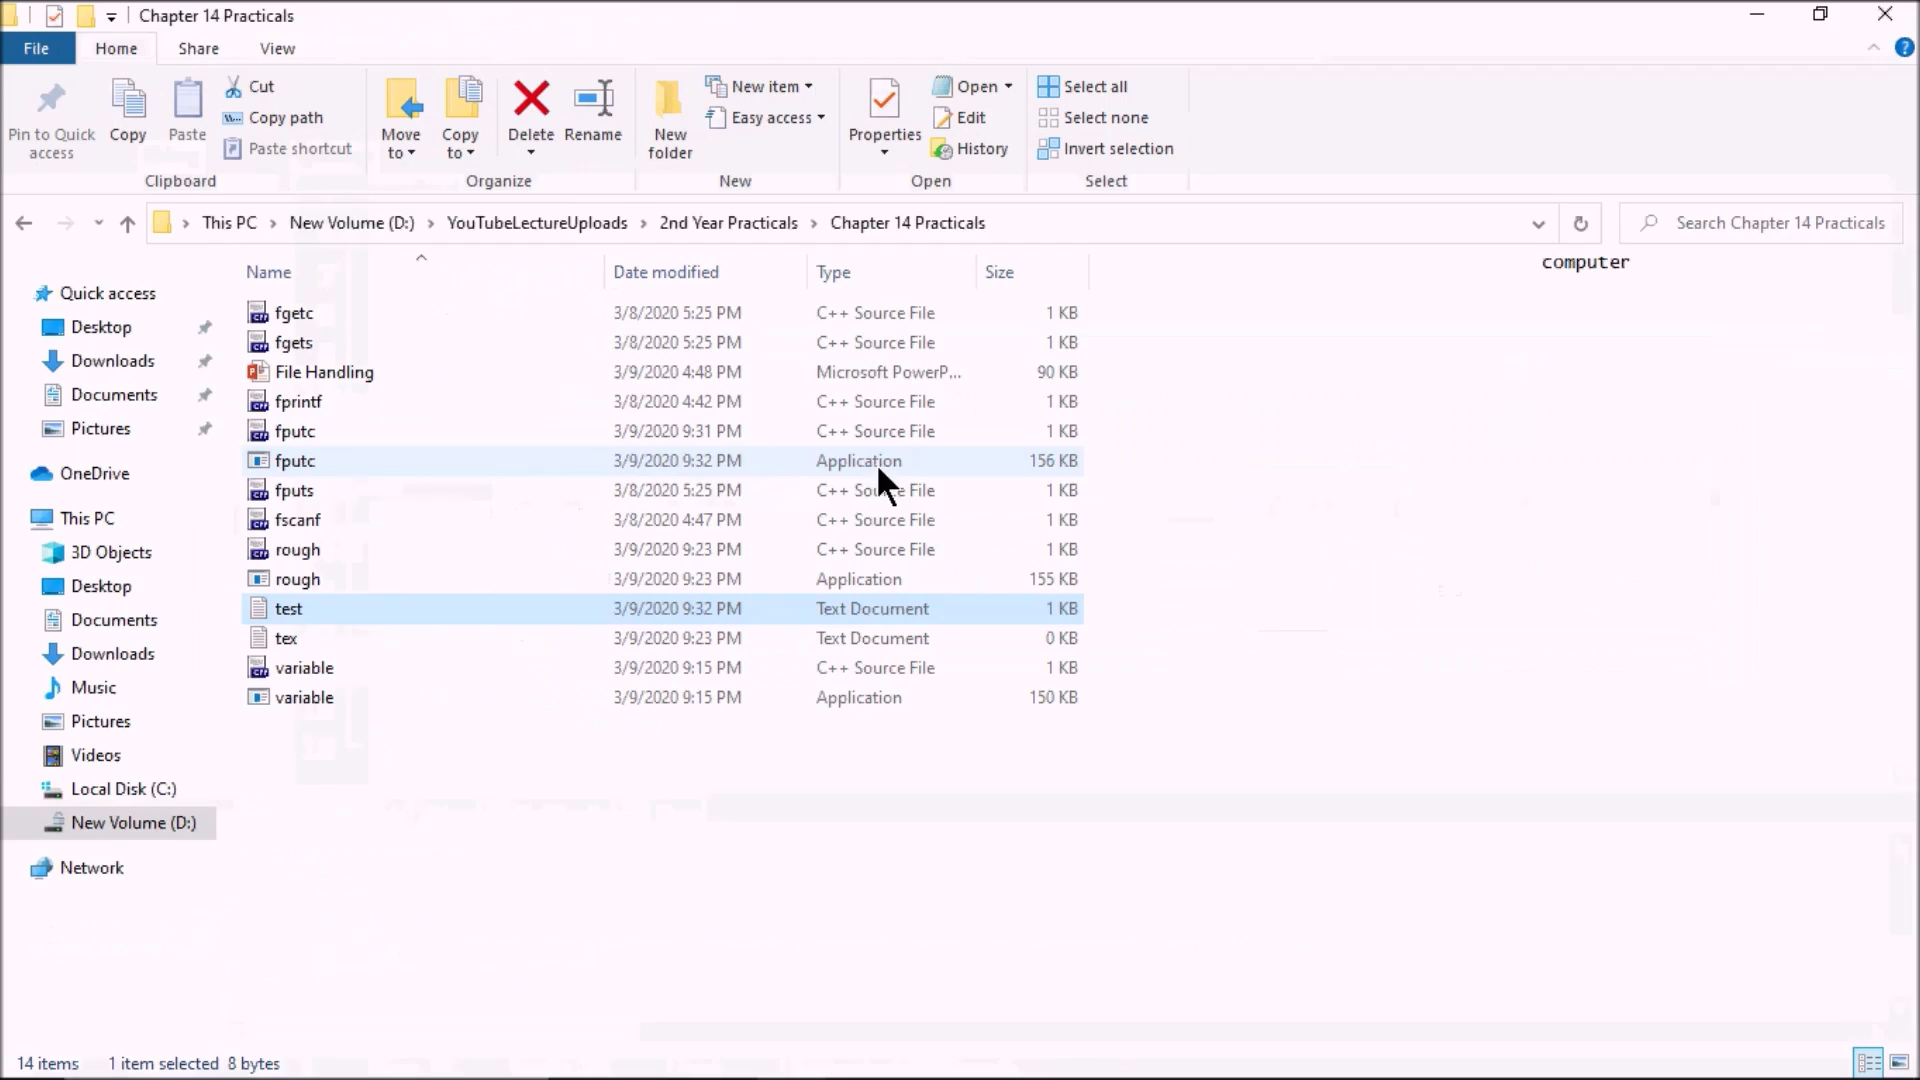 Chapter 14 Practicals
File Home Share View
Pin to Quick access
Copy
Paste
Cut
Copy path
Paste shortcut
Move to
Copy to
Delete
Rename
New folder
New item
Easy access
Properties
Open
Edit
History
Select all
Select none
Invert selection
Clipboard Organize New Open Select
This PC New Volume (D:) YouTubeLectureUploads 2nd Year Practicals Chapter 14 Practicals
Search Chapter 14 Practicals
computer
Quick access
Desktop
Downloads
Documents
Pictures
OneDrive
This PC
3D Objects
Desktop
Documents
Downloads
Music
Pictures
Videos
Local Disk (C:)
New Volume (D:)
Network
Name Date modified Type Size
fgetc 3/8/2020 5:25 PM C++ Source File 1 KB
fgets 3/8/2020 5:25 PM C++ Source File 1 KB
File Handling 3/9/2020 4:48 PM Microsoft PowerP... 90 KB
fprintf 3/8/2020 4:42 PM C++ Source File 1 KB
fputc 3/9/2020 9:31 PM C++ Source File 1 KB
fputc 3/9/2020 9:32 PM Application 156 KB
fputs 3/8/2020 5:25 PM C++ Source File 1 KB
fscanf 3/8/2020 4:47 PM C++ Source File 1 KB
rough 3/9/2020 9:23 PM C++ Source File 1 KB
rough 3/9/2020 9:23 PM Application 155 KB
test 3/9/2020 9:32 PM Text Document 1 KB
tex 3/9/2020 9:23 PM Text Document 0 KB
variable 3/9/2020 9:15 PM C++ Source File 1 KB
variable 3/9/2020 9:15 PM Application 150 KB
14 items 1 item selected 8 bytes